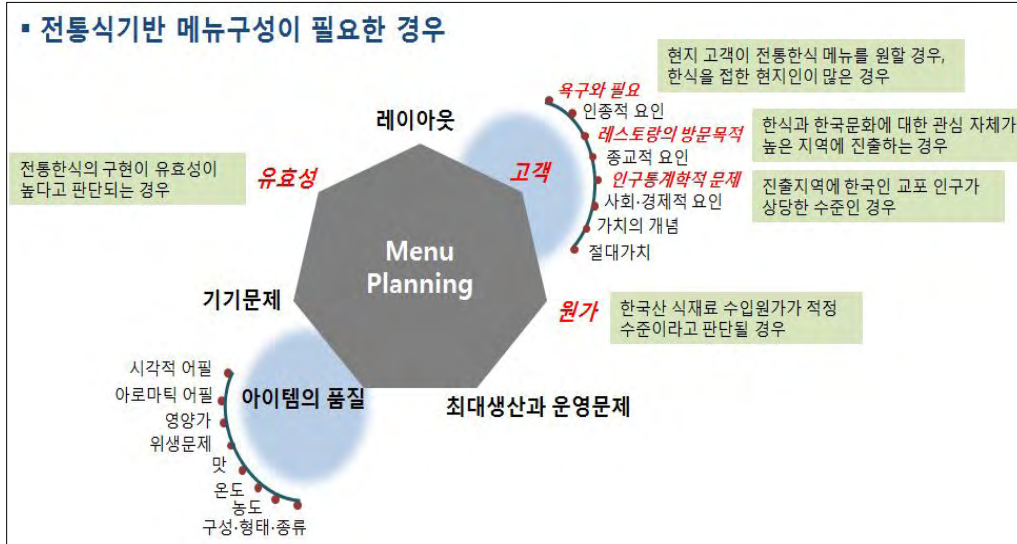 ▪ 전통식기반 메뉴구성이 필요한 경우
현지 고객이 전통한식 메뉴를 원할 경우,
한식을 접한 현지인이 많은 경우
욕구와 필요
인종적 요인
레이아웃
레스토랑의 방문목적
한식과 한국문화에 대한 관심 자체가
높은 지역에 진출하는 경우
종교적 요인
전통한식의 구현이 유효성이
높다고 판단되는 경우
유효성
고객
인구통계학적 문제
진출지역에 한국인 교포 인구가
상당한 수준인 경우
사회·경제적 요인
가치의 개념
절대가치
Menu
Planning
기기문제
원가
한국산 식재료 수입원가가 적정
수준이라고 판단될 경우
시각적 어필
아로마틱 어필
아이템의 품질
최대생산과 운영문제
영양가
위생문제
맛
온도
농도
구성·형태·종류